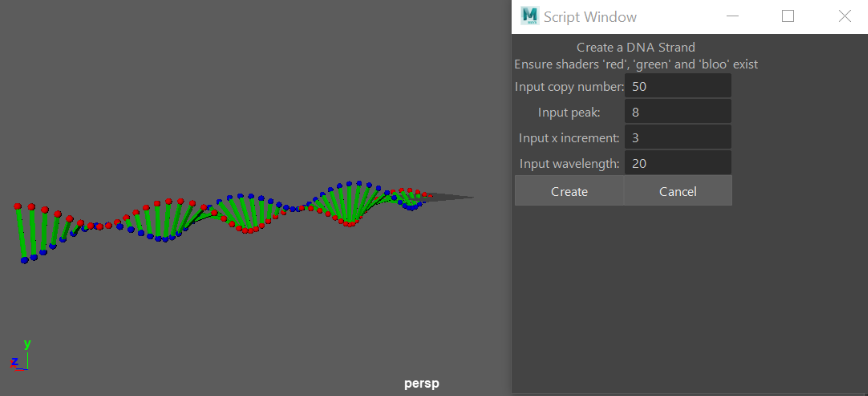 Script Window
Create a DNA Strand
Ensure shaders 'red', 'green' and 'bloo' exist
Input copy number: 50
Input peak: 8
Input x increment: 3
Input wavelength: 20
Create Cancel
y
z
persp